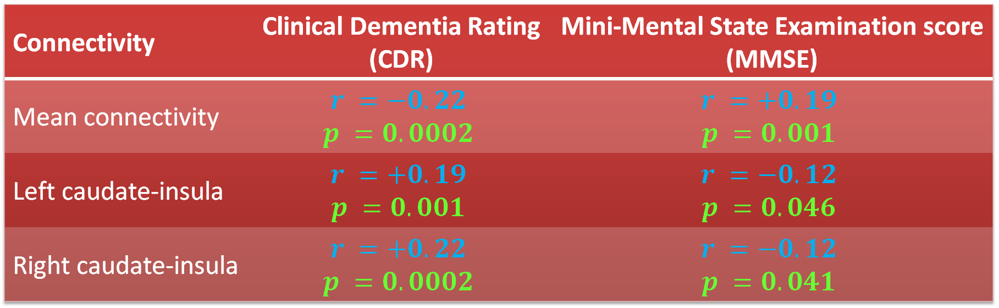 Connectivity
Clinical Dementia Rating
(CDR)
Mini-Mental State Examination score
(MMSE)
Mean connectivity
r = −0.22
p = 0.0002
r = +0.19
p = 0.001
Left caudate-insula
r = +0.19
p = 0.001
r = −0.12
p = 0.046
Right caudate-insula
r = +0.22
p = 0.0002
r = −0.12
p = 0.041